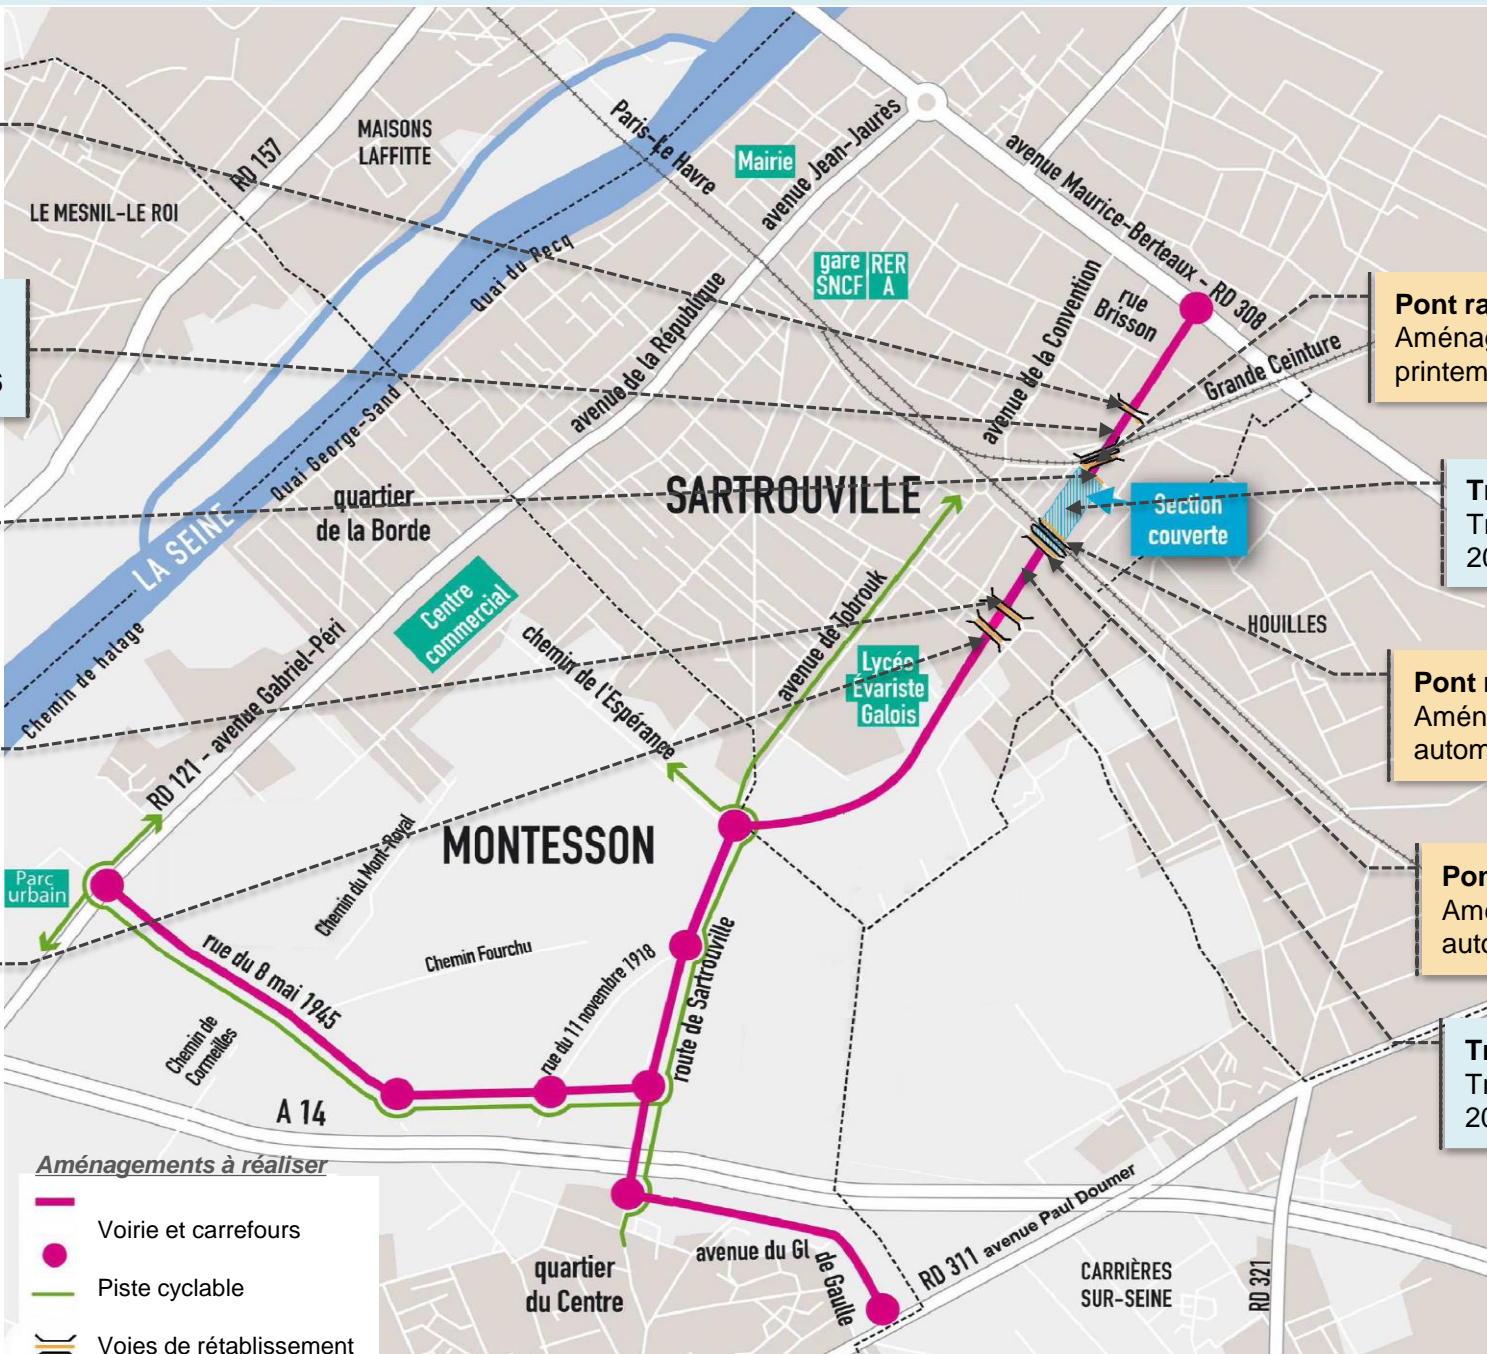 MAISONS
LAFFITTE
RD 157
LE MESNIL-LE ROI
Paris-Le Havre
Mairie
avenue Jean-Jaurès
avenue Maurice-Berteaux - RD 308
Quai du Pecq
gare
SNCF
RER
A
avenue de la République
avenue de la Convention
rue
Brisson
Grande Ceinture
Pont ra
Aménag
printem
s
Quai George-Sand
quartier
de la Borde
SARTROUVILLE
Section
couverte
Tr
Tr
20
LA SEINE
Centre
commercial
chemin de l'Espérance
avenue de Tobrouk
Lycée
Évariste
Galois
HOUILLES
Chemin de halage
RD 121 - avenue Gabriel-Péri
Pont r
Amén
autom
MONTESSON
Chemin du Mont-Royal
Parc
urbain
Pon
Amé
auto
rue du 8 mai 1945
Chemin Fourchu
rue du 11 novembre 1918
route de Sartrouville
Chemin de
Cormeilles
A 14
Tr
Tr
20
Aménagements à réaliser
Voirie et carrefours
Piste cyclable
Voies de rétablissement
quartier
du Centre
avenue du Gl de Gaulle
RD 311 avenue Paul Doumer
CARRIÈRES
SUR-SEINE
RD 321